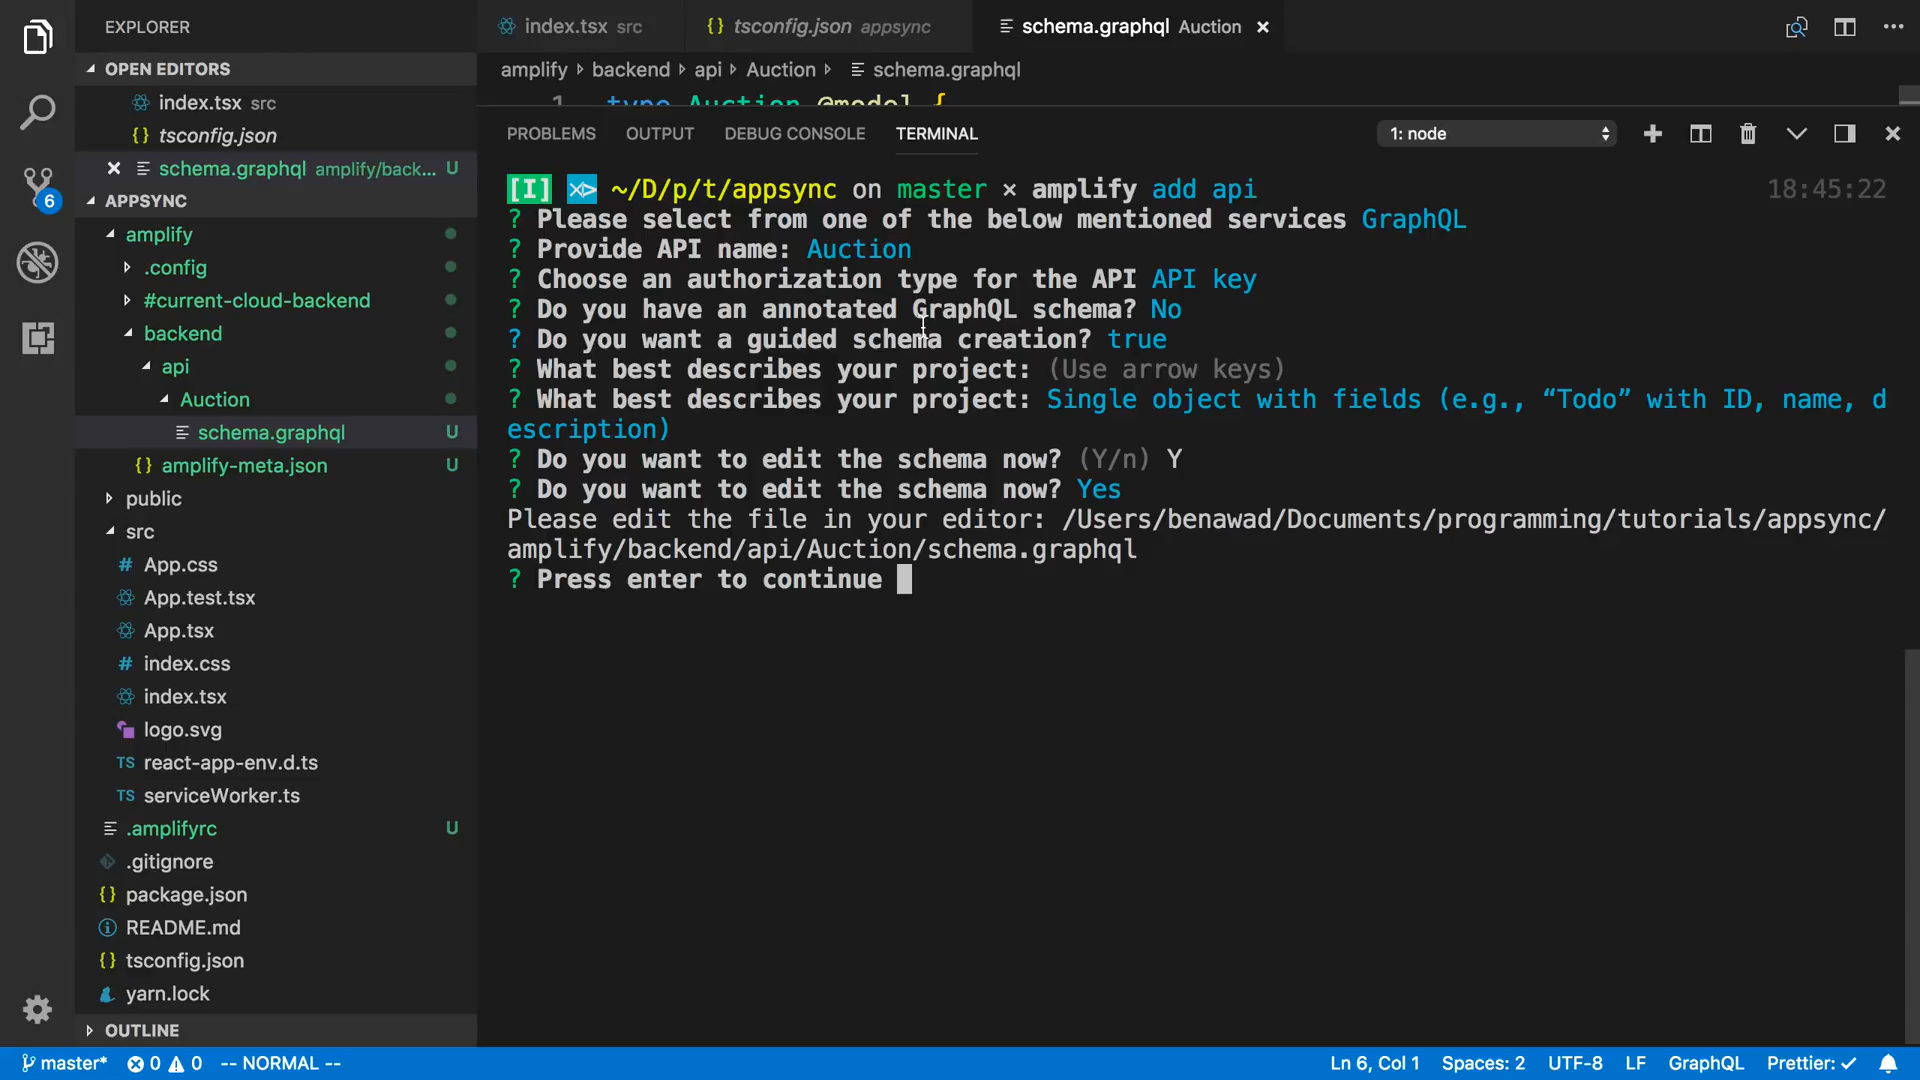 EXPLORER
OPEN EDITORS
index.tsx src
tsconfig.json
schema.graphql amplify/back... U
APPSYNC
amplify
.config
#current-cloud-backend
backend
api
Auction
schema.graphql U
{} amplify-meta.json U
public
src
# App.css
App.test.tsx
App.tsx
# index.css
index.tsx
logo.svg
TS react-app-env.d.ts
TS serviceWorker.ts
.amplifyrc U
.gitignore
{} package.json
README.md
{} tsconfig.json
yarn.lock
OUTLINE
6
index.tsx src
{} tsconfig.json appsync
schema.graphql Auction
amplify > backend > api > Auction > schema.graphql
1 type Auction @model {
PROBLEMS OUTPUT DEBUG CONSOLE TERMINAL
1: node
[I] ~/D/p/t/appsync on master × amplify add api 18:45:22
? Please select from one of the below mentioned services GraphQL
? Provide API name: Auction
? Choose an authorization type for the API API key
? Do you have an annotated GraphQL schema? No
? Do you want a guided schema creation? true
? What best describes your project: (Use arrow keys)
? What best describes your project: Single object with fields (e.g., “Todo” with ID, name, d
escription)
? Do you want to edit the schema now? (Y/n) Y
? Do you want to edit the schema now? Yes
Please edit the file in your editor: /Users/benawad/Documents/programming/tutorials/appsync/
amplify/backend/api/Auction/schema.graphql
? Press enter to continue
master* 0 0 -- NORMAL -- Ln 6, Col 1 Spaces: 2 UTF-8 LF GraphQL Prettier: ✓